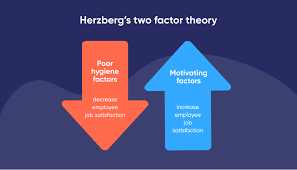 Herzberg's two factor theory
Poor
hygiene
factors
decrease
employee
job satisfaction
Motivating
factors
increase
employee
job
satisfaction